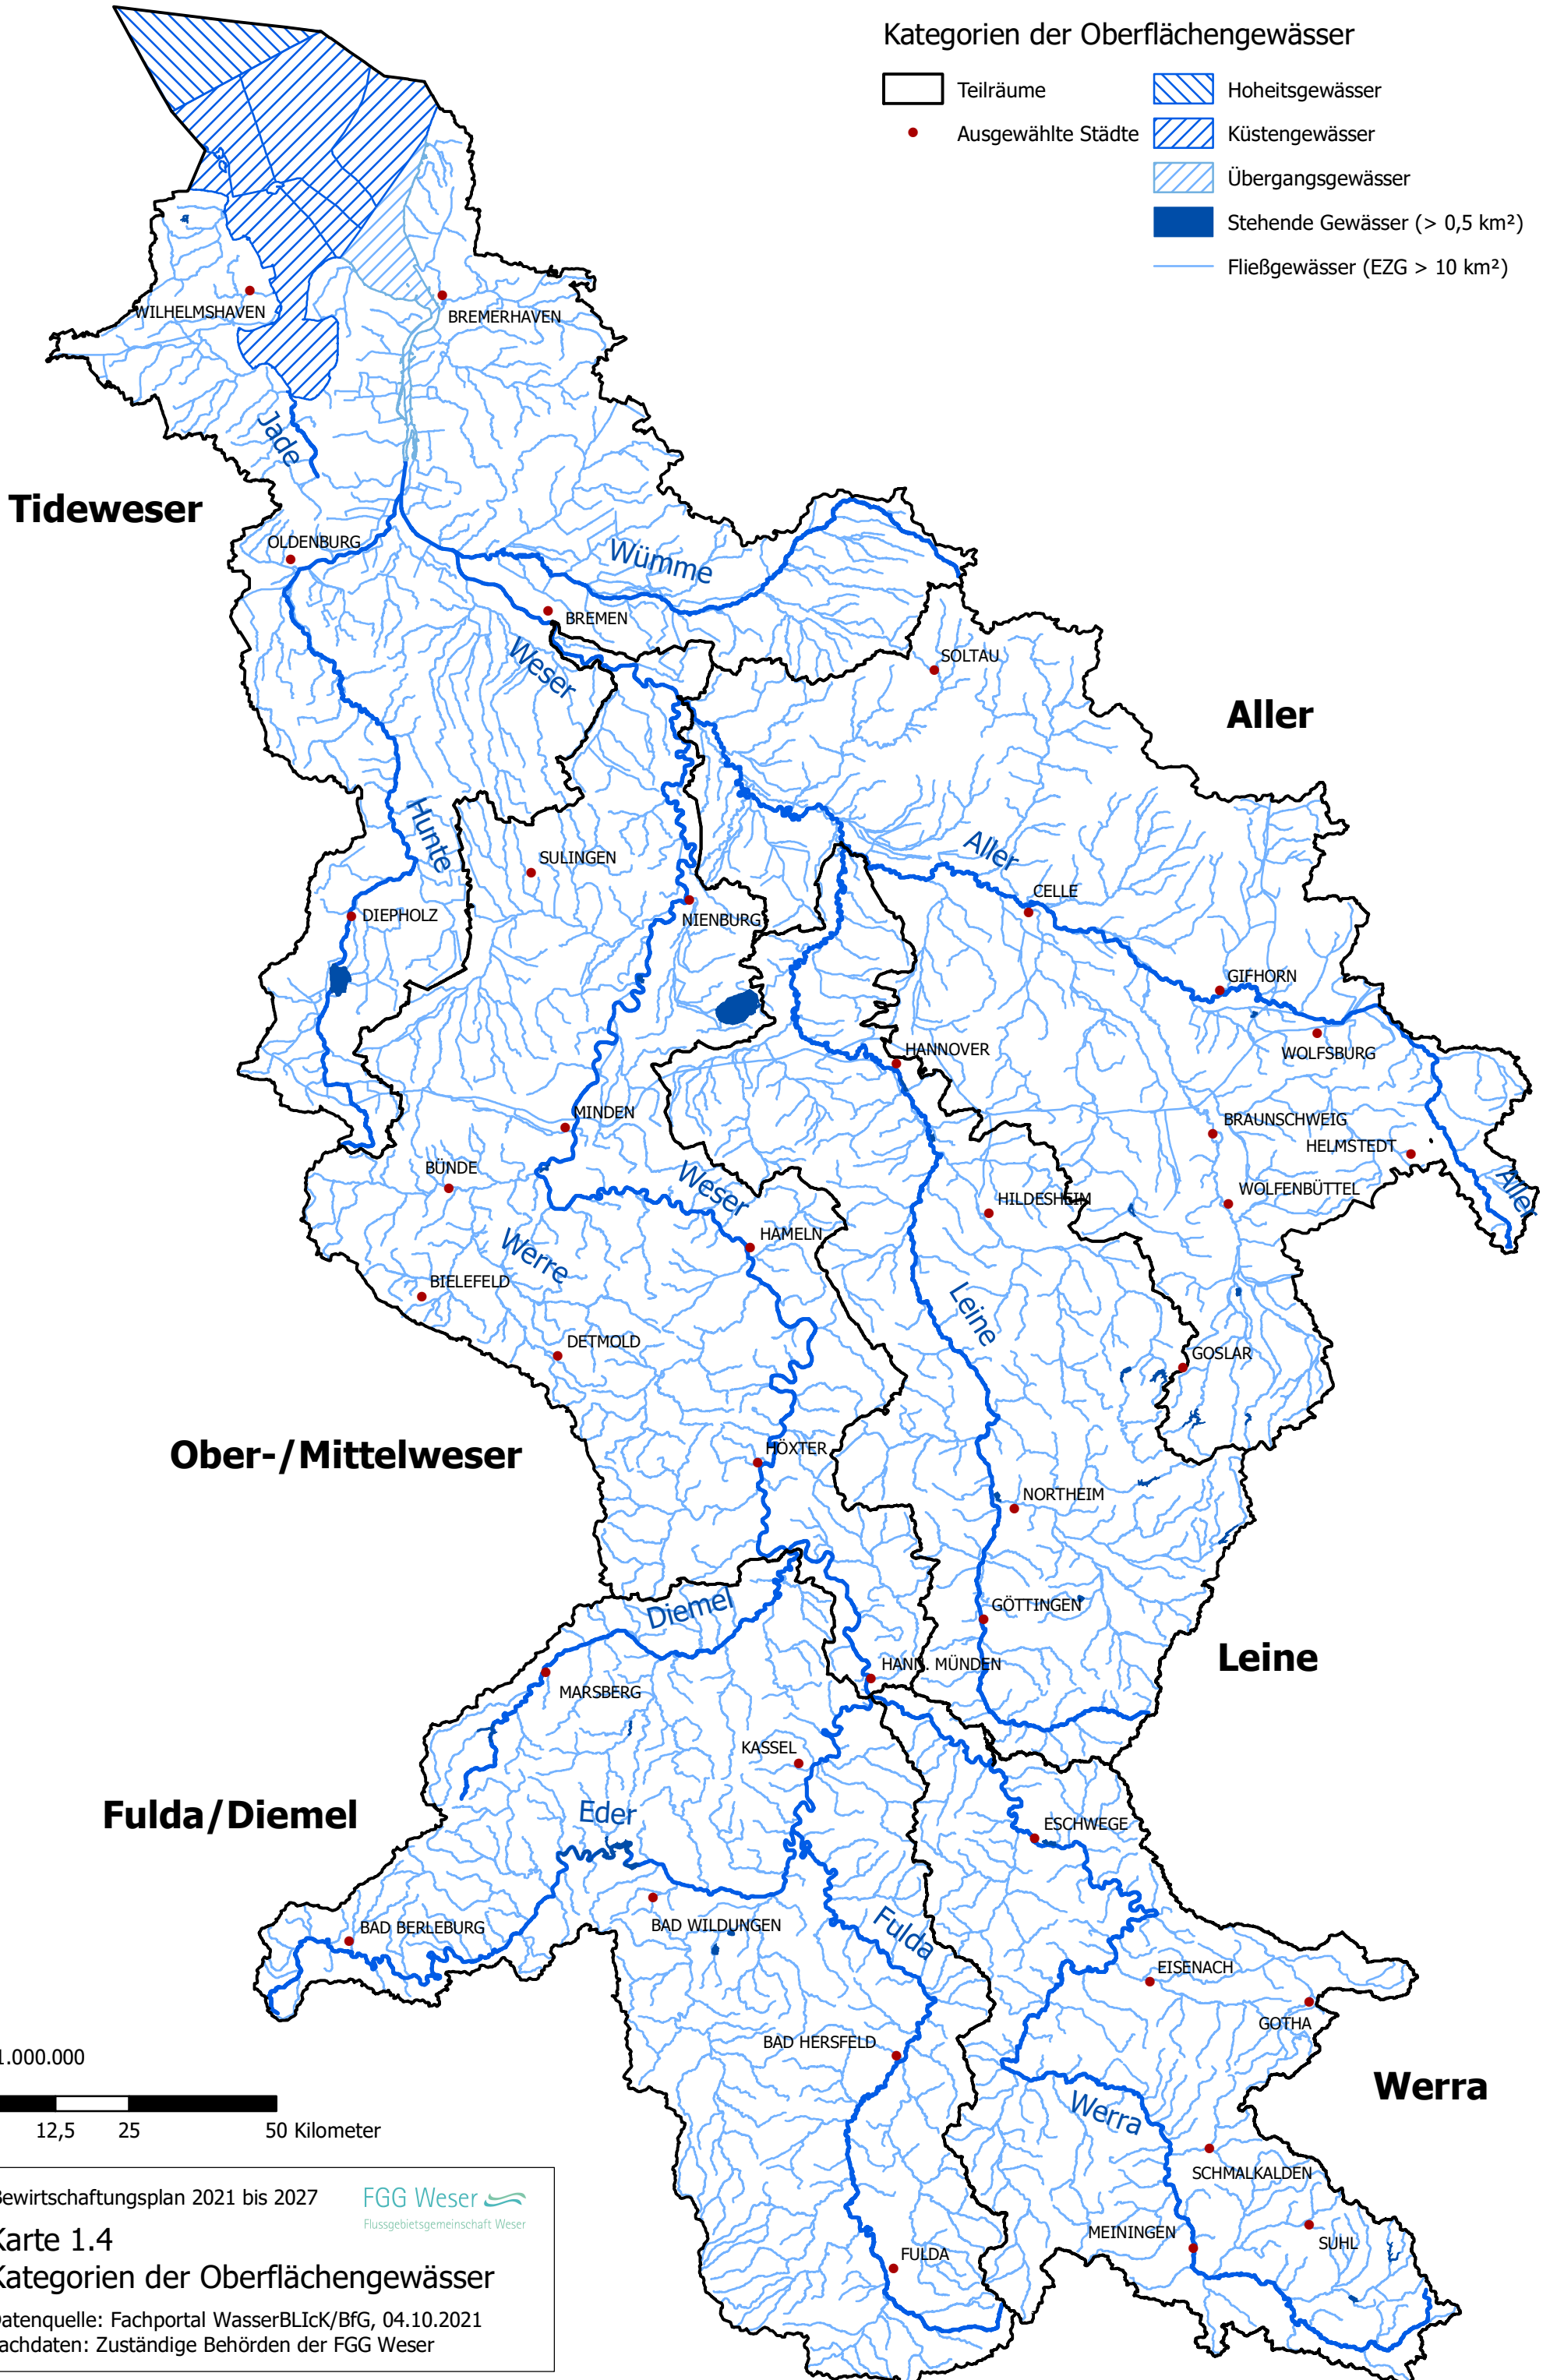 Kategorien der Oberflächengewässer
Teilräume
Ausgewählte Städte
Hoheitsgewässer
Küstengewässer
Übergangsgewässer
Stehende Gewässer (> 0,5 km²)
Fließgewässer (EZG > 10 km²)
WILHELMSHAVEN
BREMERHAVEN
Jade
Tideweser
OLDENBURG
Wümme
BREMEN
Weser
SOLTAU
Aller
Hunte
SULINGEN
Aller
CELLE
DIEPHOLZ
NIENBURG
GIFHORN
HANNOVER
WOLFSBURG
MINDEN
BRAUNSCHWEIG
HELMSTEDT
BÜNDE
Weser
HILDESHEIM
WOLFENBÜTTEL
Aller
HAMELN
Werre
BIELEFELD
Leine
DETMOLD
GOSLAR
Ober-/Mittelweser
HÖXTER
NORTHEIM
Diemel
GÖTTINGEN
Leine
HANN. MÜNDEN
MARSBERG
KASSEL
Fulda/Diemel
Eder
ESCHWEGE
BAD BERLEBURG
BAD WILDUNGEN
Fulda
EISENACH
GOTHA
BAD HERSFELD
Werra
Werra
SCHMALKALDEN
MEININGEN
SUHL
FULDA
1.000.000
12,5 25 50 Kilometer
Bewirtschaftungsplan 2021 bis 2027
FGG Weser
Flussgebietsgemeinschaft Weser
Karte 1.4
Kategorien der Oberflächengewässer
Datenquelle: Fachportal WasserBLIcK/BfG, 04.10.2021
Fachdaten: Zuständige Behörden der FGG Weser